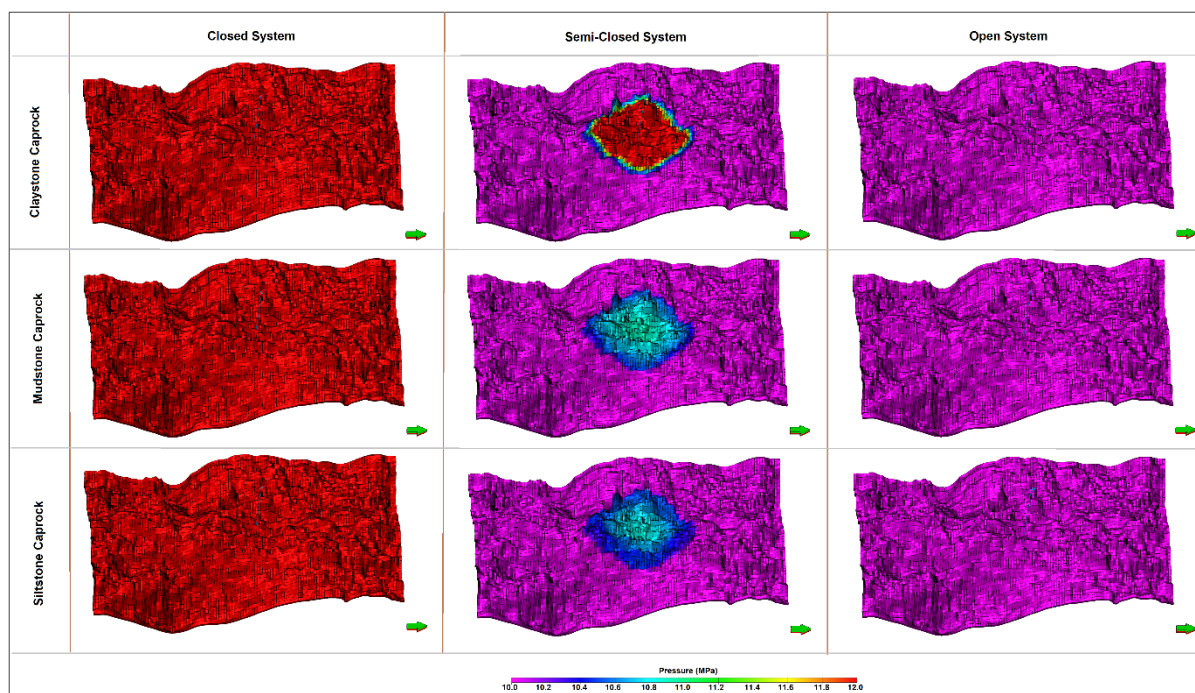 Closed System
Semi-Closed System
Open System
Claystone Caprock
Mudstone Caprock
Siltstone Caprock
Pressure (MPa)
10.0 10.2 10.4 10.6 10.8 11.0 11.2 11.4 11.6 11.8 12.0